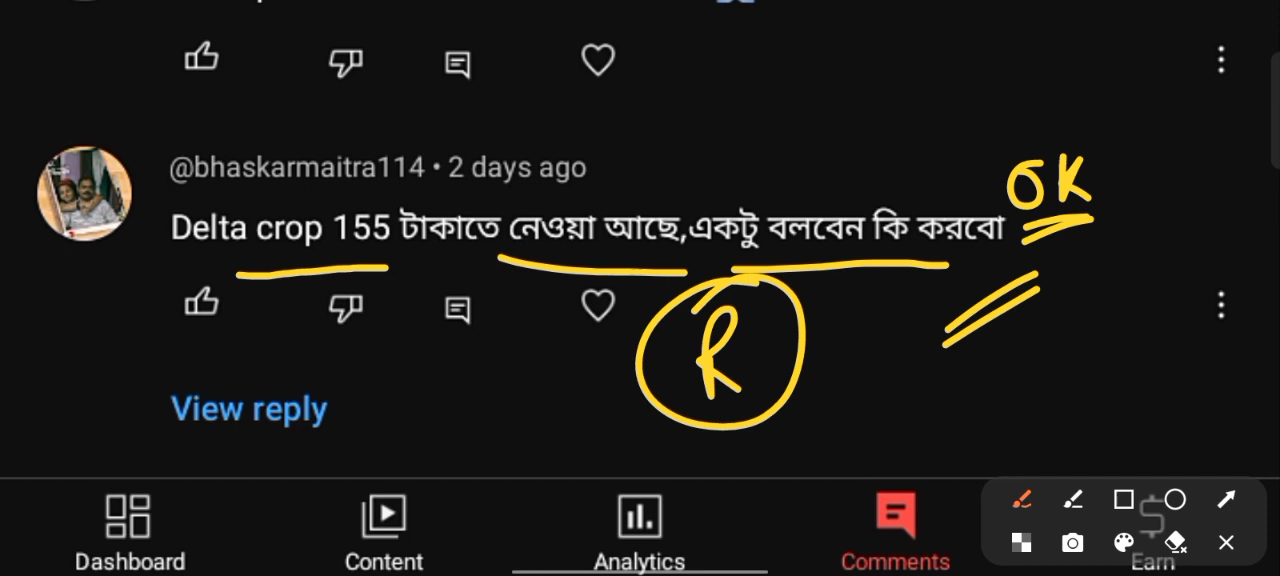 @bhaskarmaitra114 • 2 days ago
OK
Delta crop 155 টাকাতে নেওয়া আছে,একটু বলবেন কি করবো
R
View reply
Dashboard
Content
Analytics
Comments
Earn